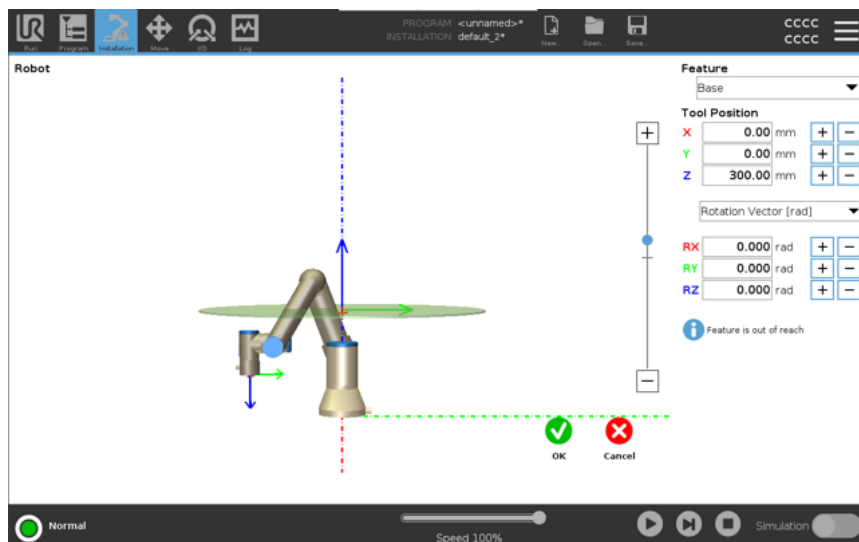 UR
PROGRAM <unnamed>*
INSTALLATION default_2*
CCCC
CCCC
Run
Program
Installation
Move
I/O
Log
New...
Open...
Save...
Robot
Feature
Base
Tool Position
X 0.00 mm + −
Y 0.00 mm + −
Z 300.00 mm + −
Rotation Vector [rad]
RX 0.000 rad + −
RY 0.000 rad + −
RZ 0.000 rad + −
i Feature is out of reach
+
−
OK
Cancel
Normal
Speed 100%
Simulation